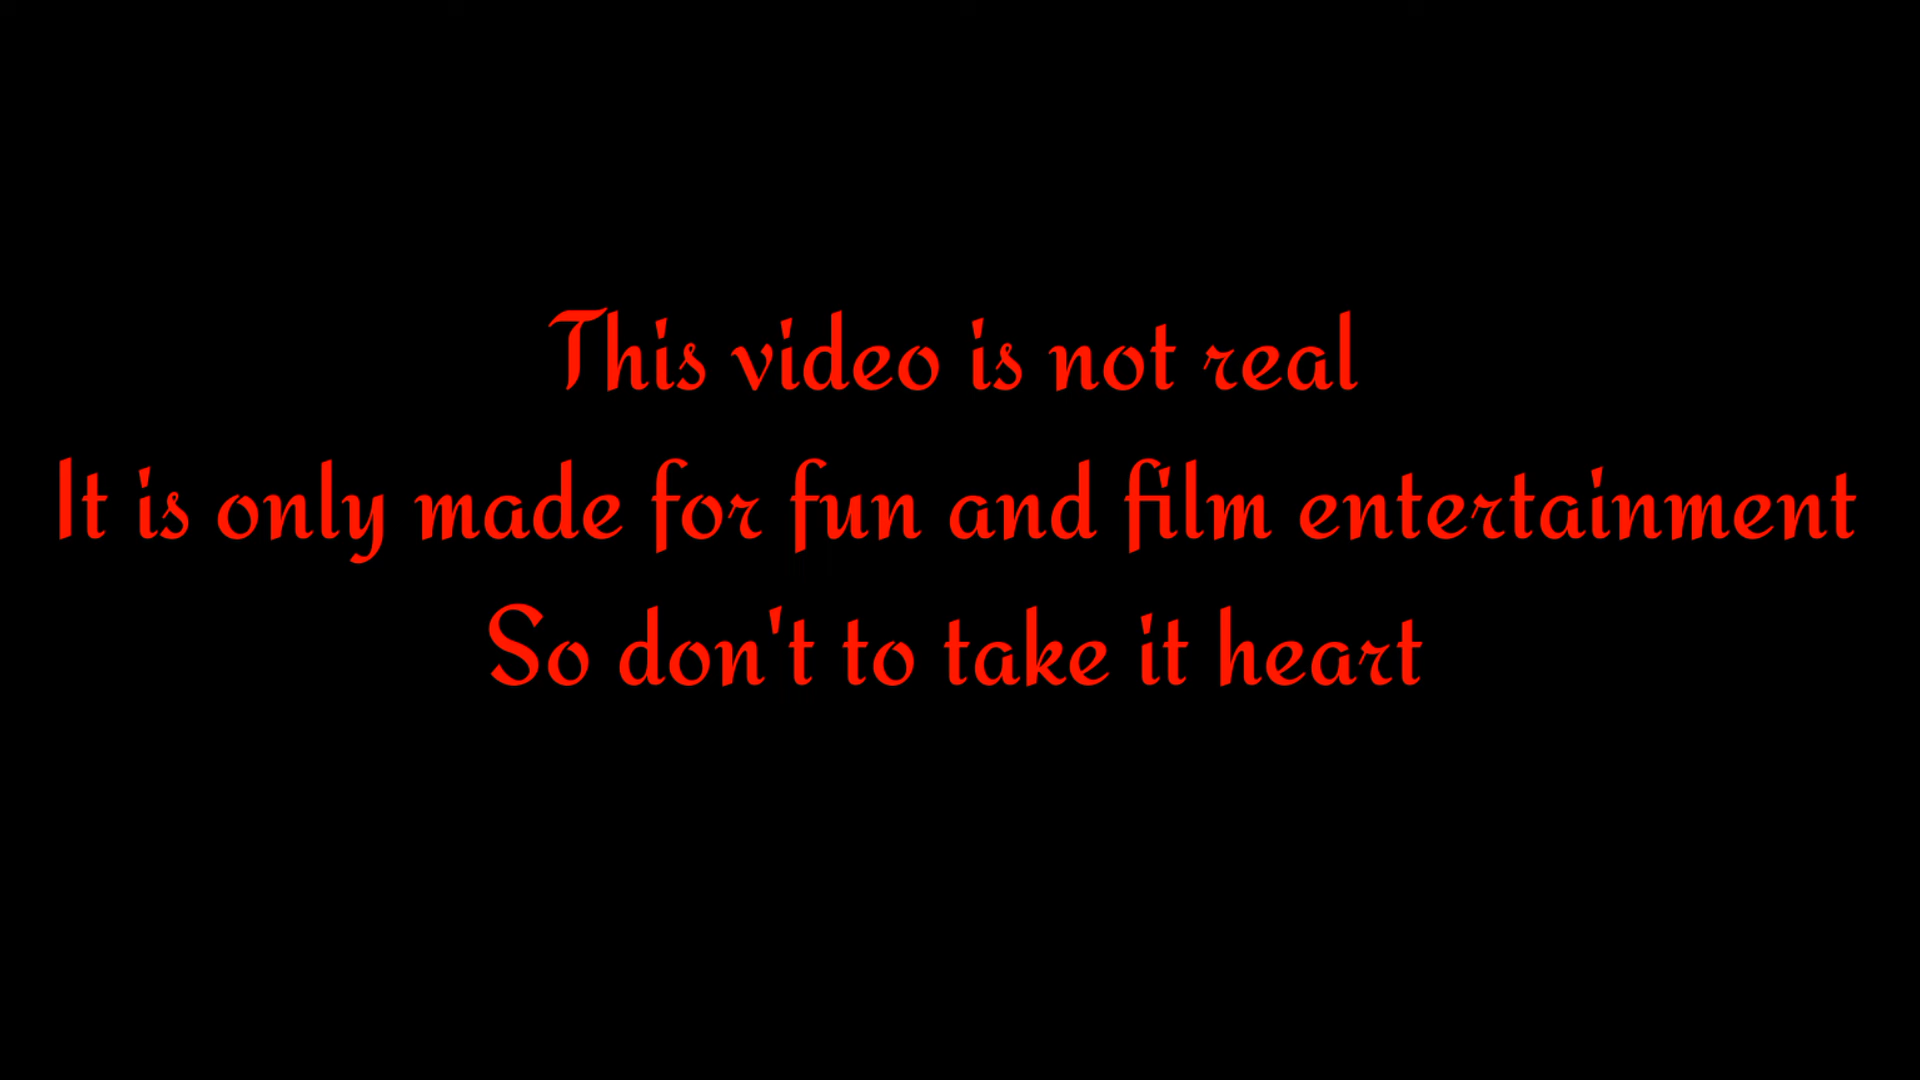 This video is not real
It is only made for fun and film entertainment
So don't to take it heart